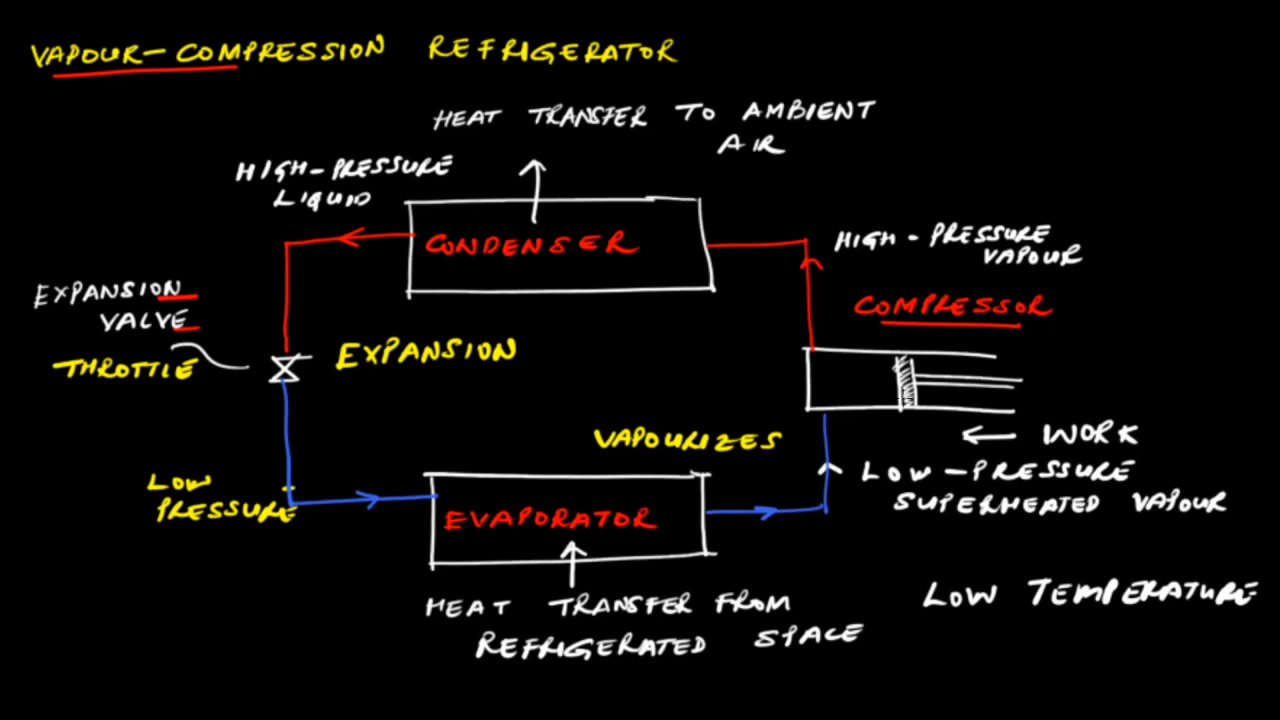 VAPOUR-COMPRESSION REFRIGERATOR
HEAT TRANSFER TO AMBIENT
AIR
HIGH-PRESSURE
LIQUID
CONDENSER
HIGH-PRESSURE
VAPOUR
EXPANSION
VALVE
THROTTLE
COMPRESSOR
EXPANSION
VAPOURIZES
WORK
LOW
PRESSURE
LOW-PRESSURE
SUPERHEATED VAPOUR
EVAPORATOR
HEAT TRANSFER FROM
REFRIGERATED SPACE
LOW TEMPERATURE